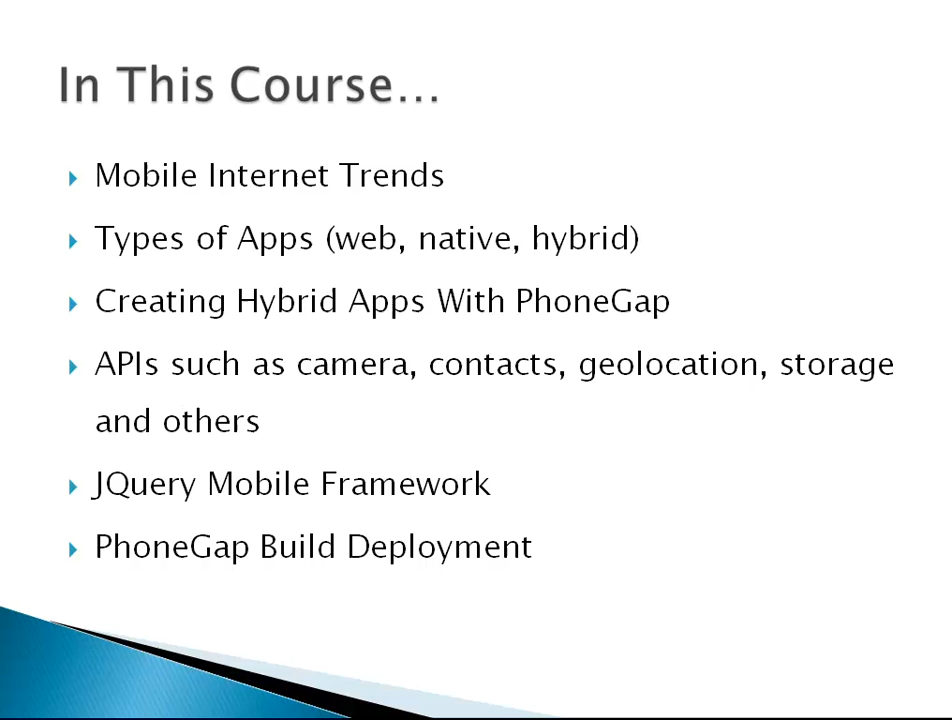 In This Course...
Mobile Internet Trends
Types of Apps (web, native, hybrid)
Creating Hybrid Apps With PhoneGap
APIs such as camera, contacts, geolocation, storage
and others
JQuery Mobile Framework
PhoneGap Build Deployment